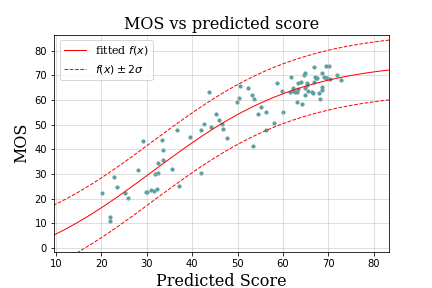 MOS vs predicted score
fitted f(x)
f(x) ± 2σ
MOS
80
70
60
50
40
30
20
10
0
10 20 30 40 50 60 70 80
Predicted Score